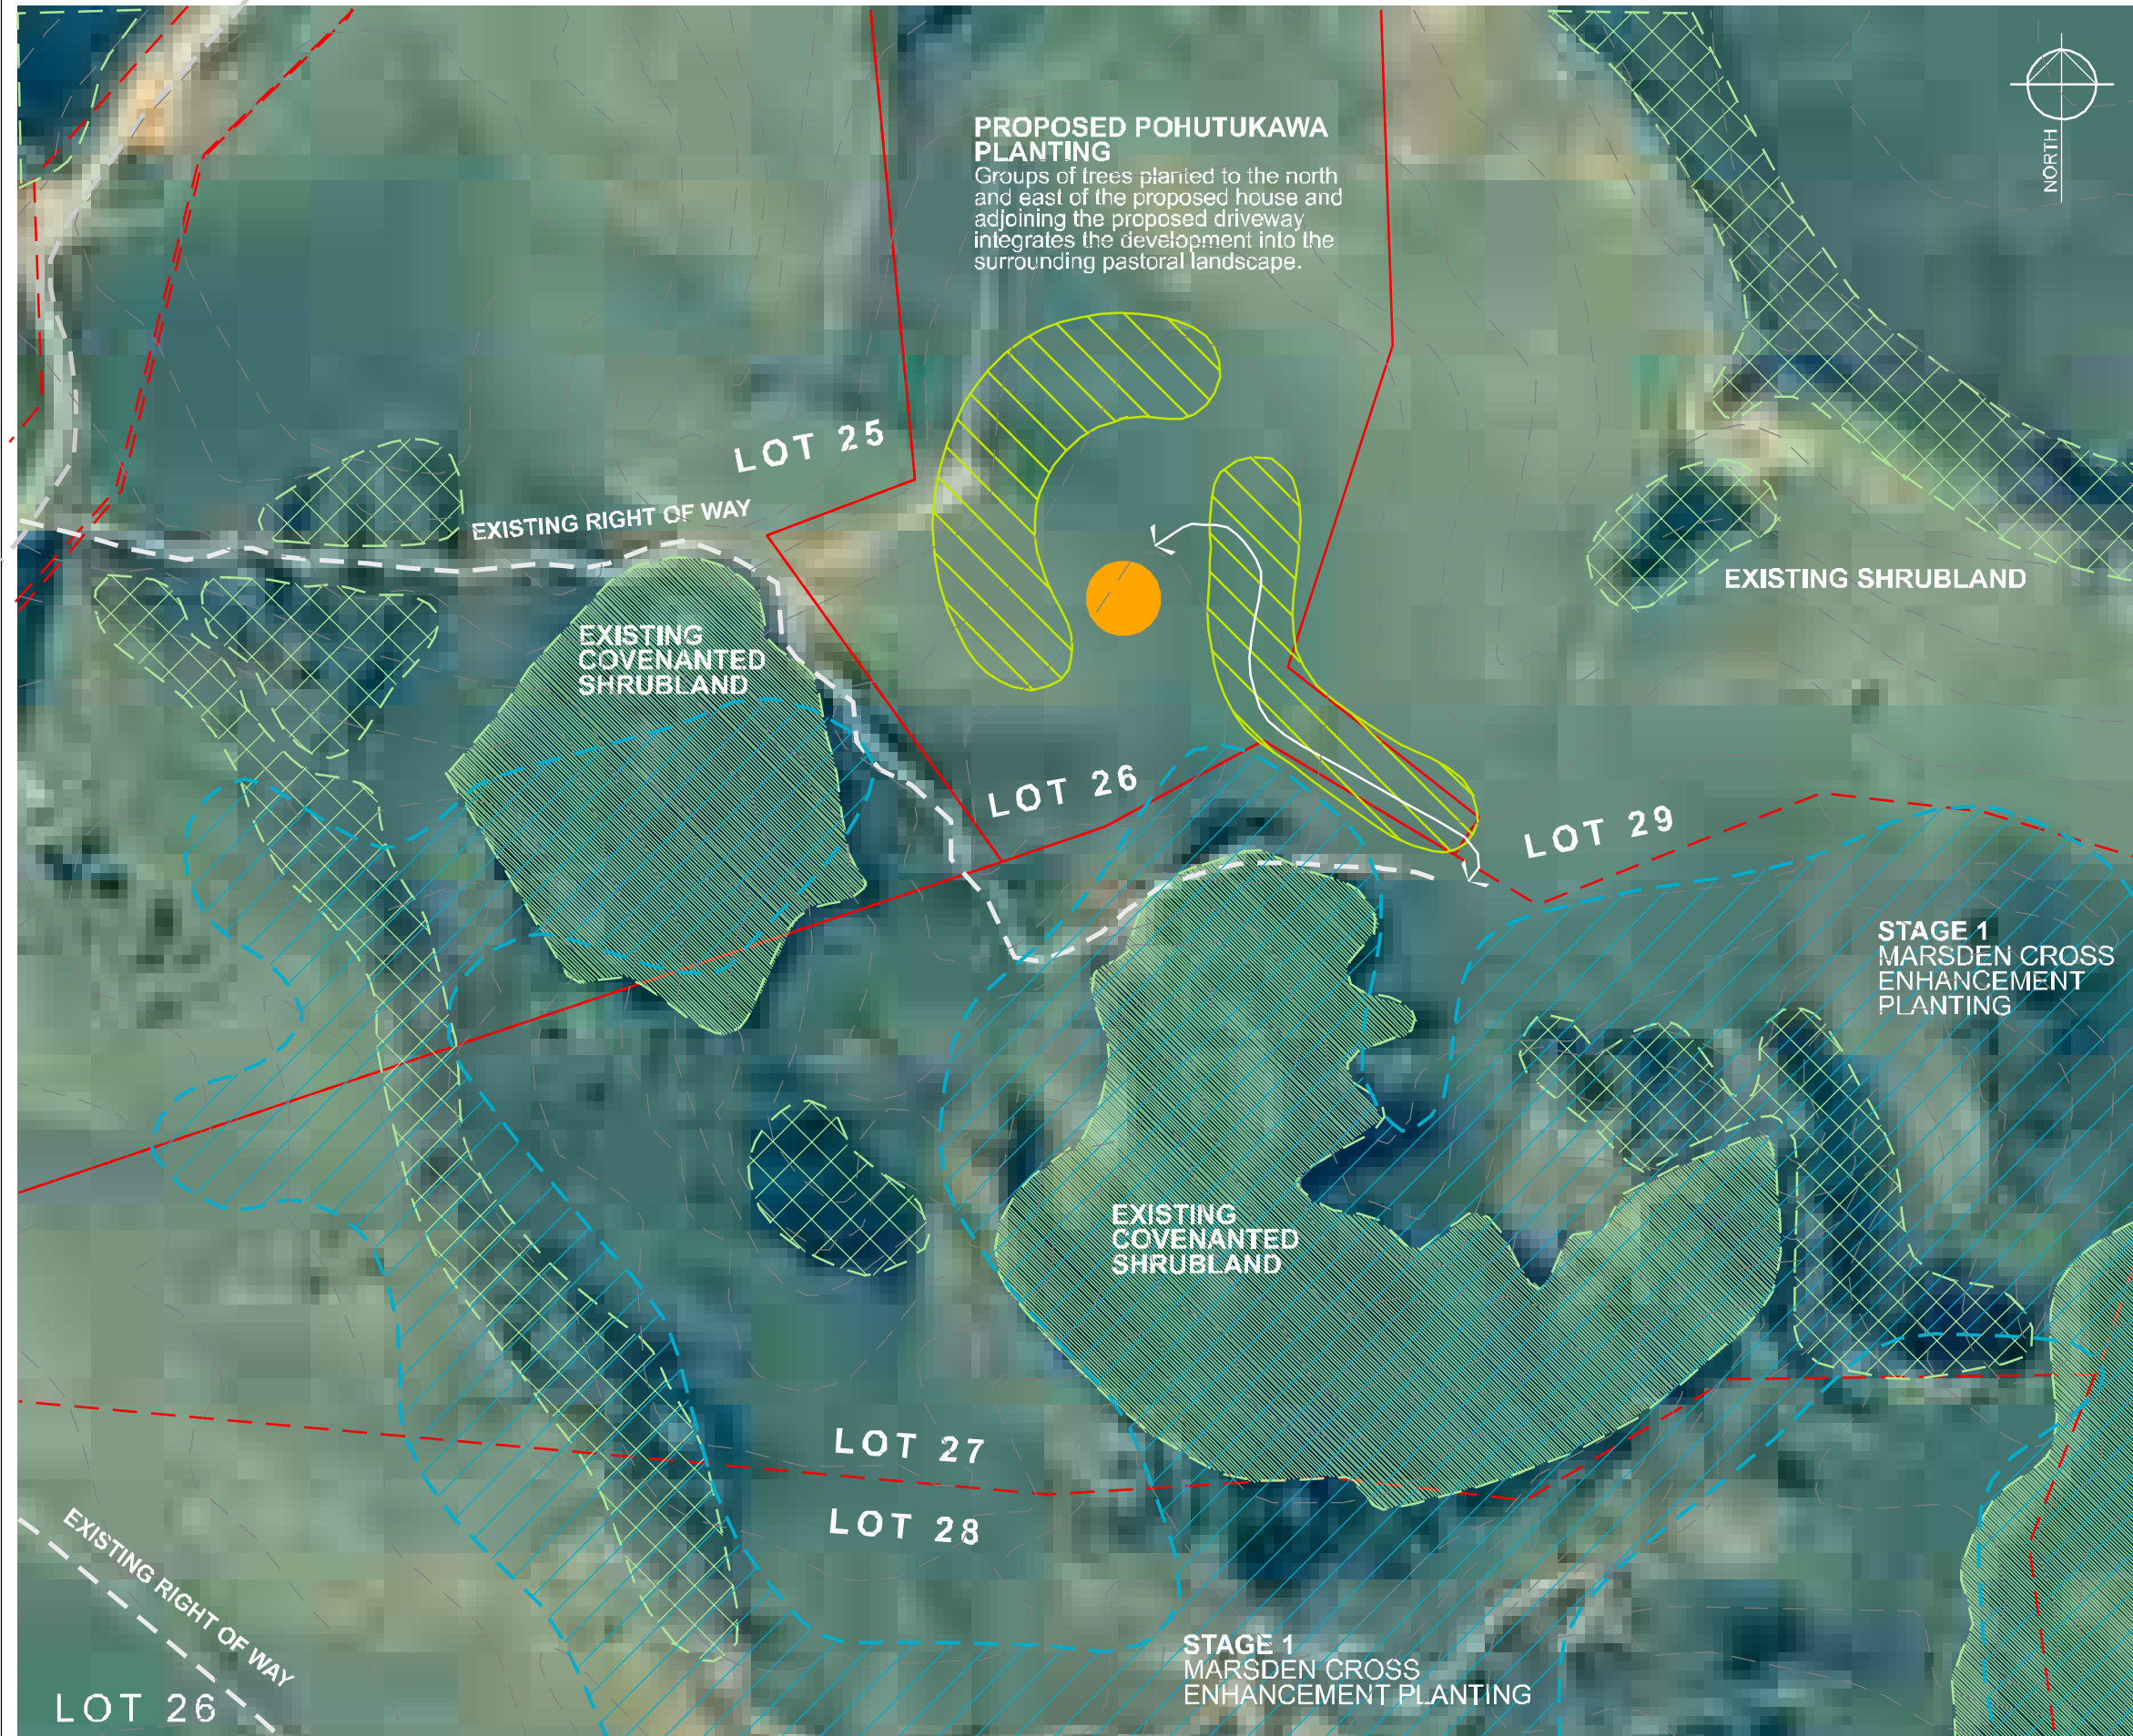 PROPOSED POHUTUKAWA
PLANTING
Groups of trees planted to the north
and east of the proposed house and
adjoining the proposed driveway
integrates the development into the
surrounding pastoral landscape.
NORTH
LOT 25
EXISTING RIGHT OF WAY
EXISTING SHRUBLAND
EXISTING
COVENANTED
SHRUBLAND
LOT 26
LOT 29
STAGE 1
MARSDEN CROSS
ENHANCEMENT
PLANTING
EXISTING
COVENANTED
SHRUBLAND
LOT 27
LOT 28
EXISTING RIGHT OF WAY
STAGE 1
MARSDEN CROSS
ENHANCEMENT PLANTING
LOT 26